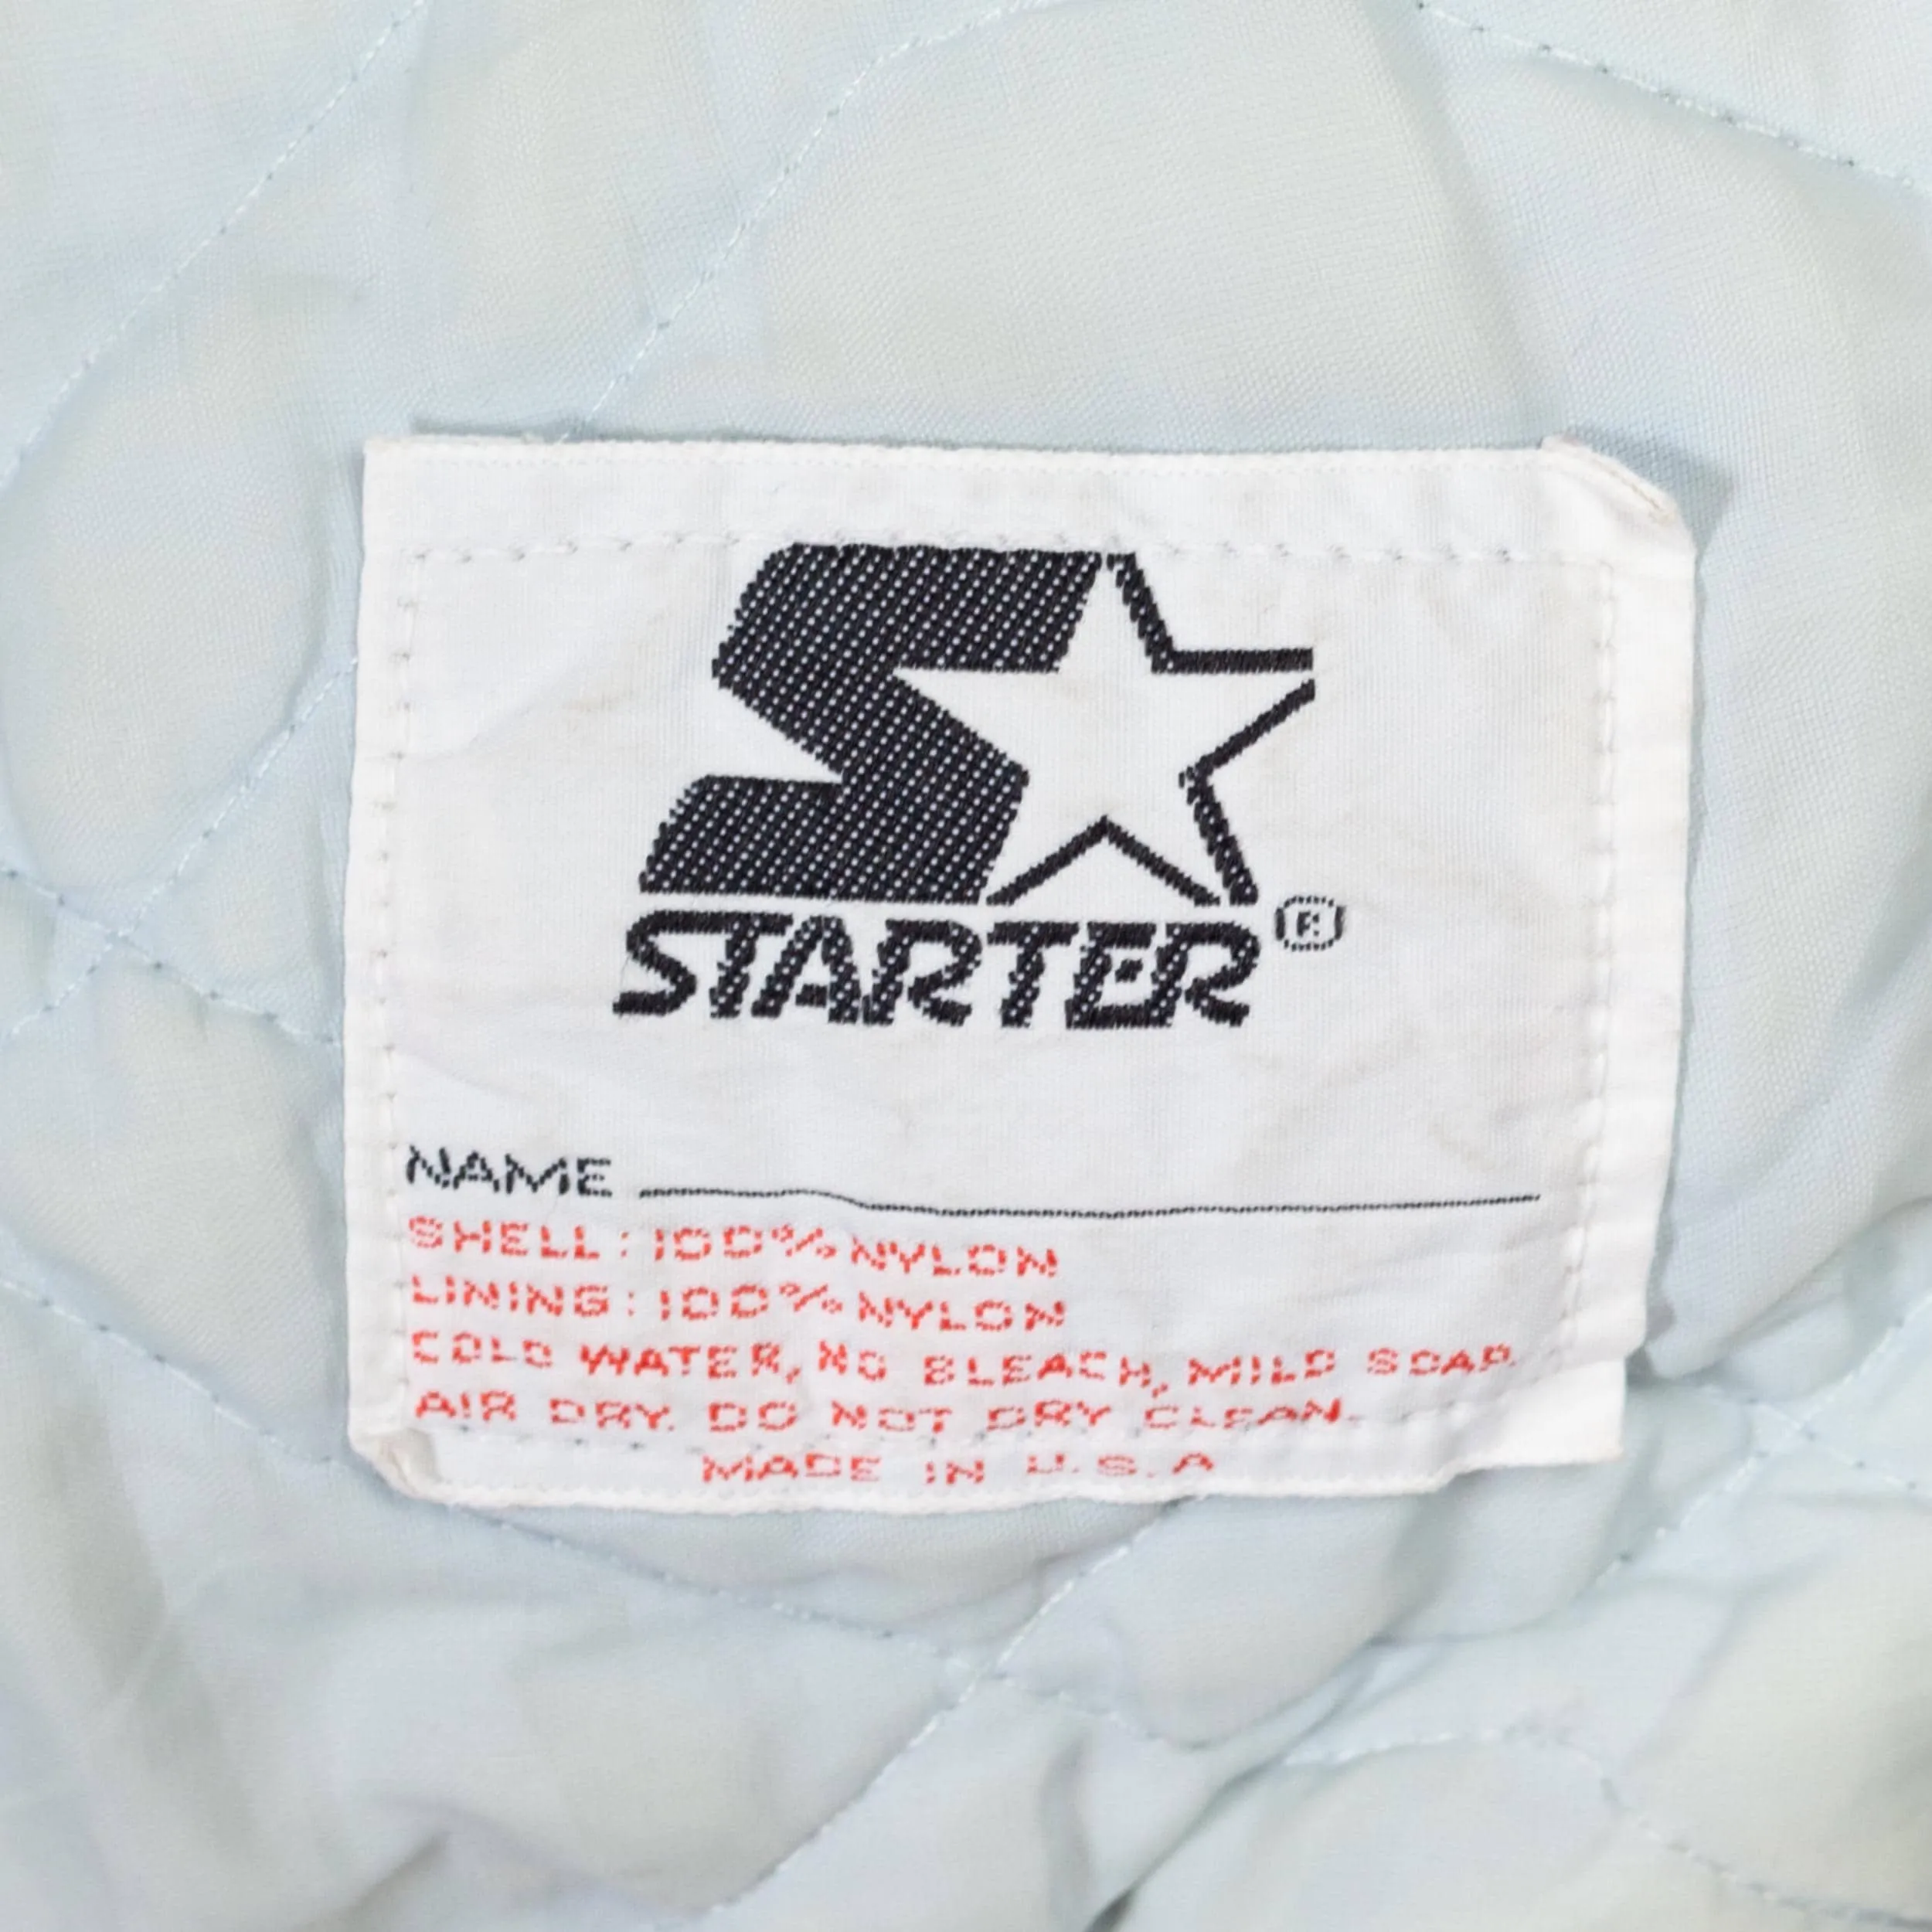 STARTER®
NAME
SHELL: 100% NYLON
LINING: 100% NYLON
COLD WATER, NO BLEACH, MILD SOAP.
AIR DRY. DO NOT DRY CLEAN.
MADE IN U.S.A